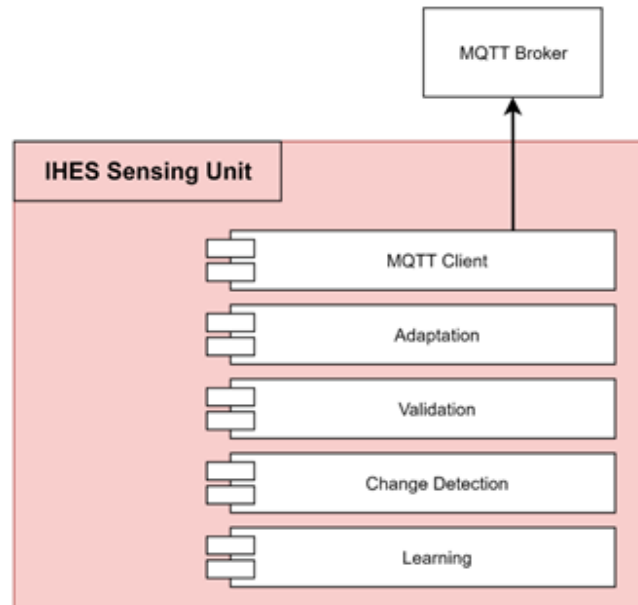 MQTT Broker
IHES Sensing Unit
MQTT Client
Adaptation
Validation
Change Detection
Learning